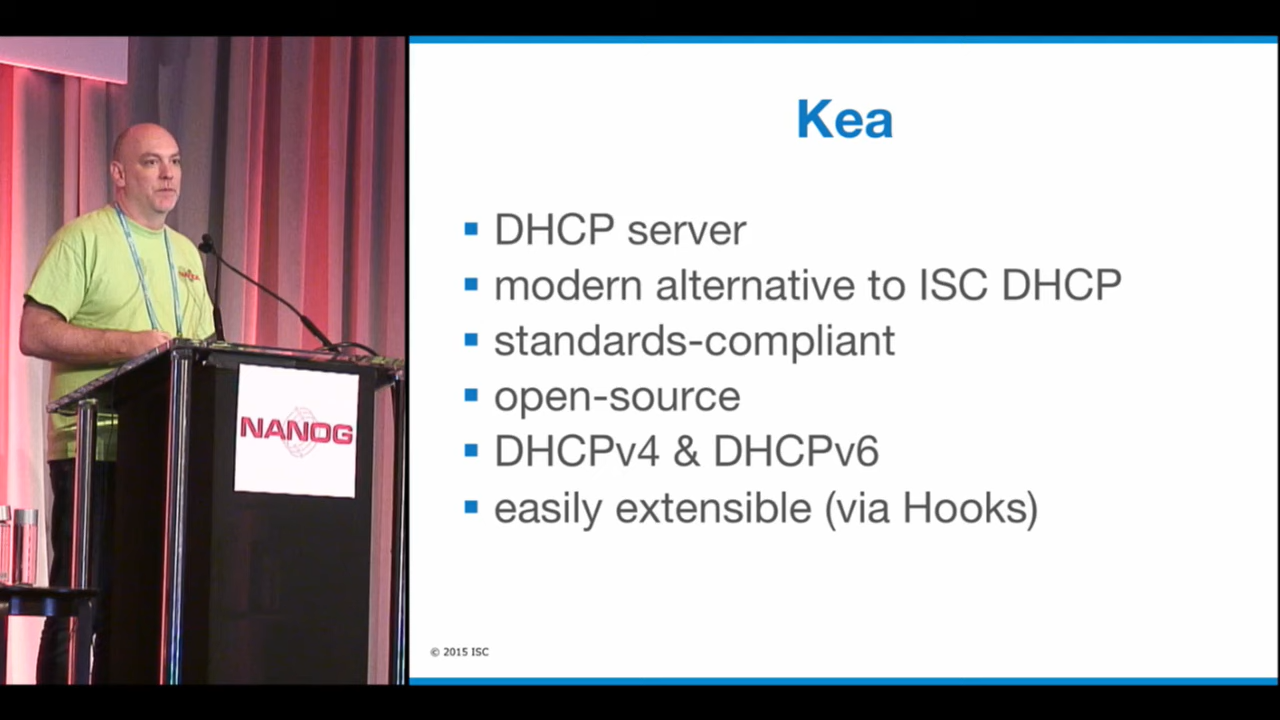 Kea
DHCP server
modern alternative to ISC DHCP
standards-compliant
open-source
DHCPv4 & DHCPv6
easily extensible (via Hooks)
© 2015 ISC
NANOG
NANOG